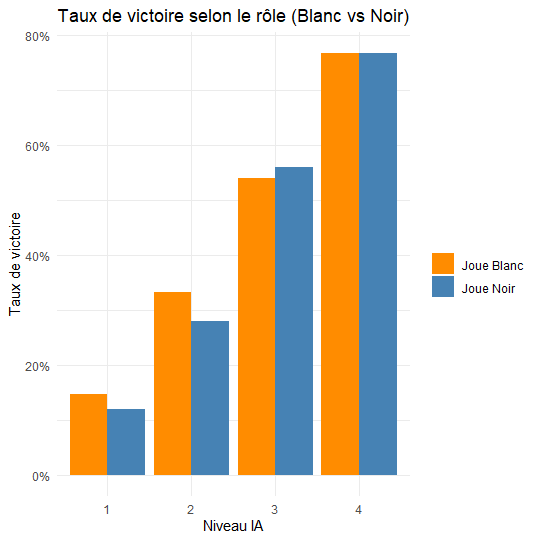 Taux de victoire selon le rôle (Blanc vs Noir)
80%
60%
40%
20%
0%
Taux de victoire
1 2 3 4
Niveau IA
Joue Blanc
Joue Noir